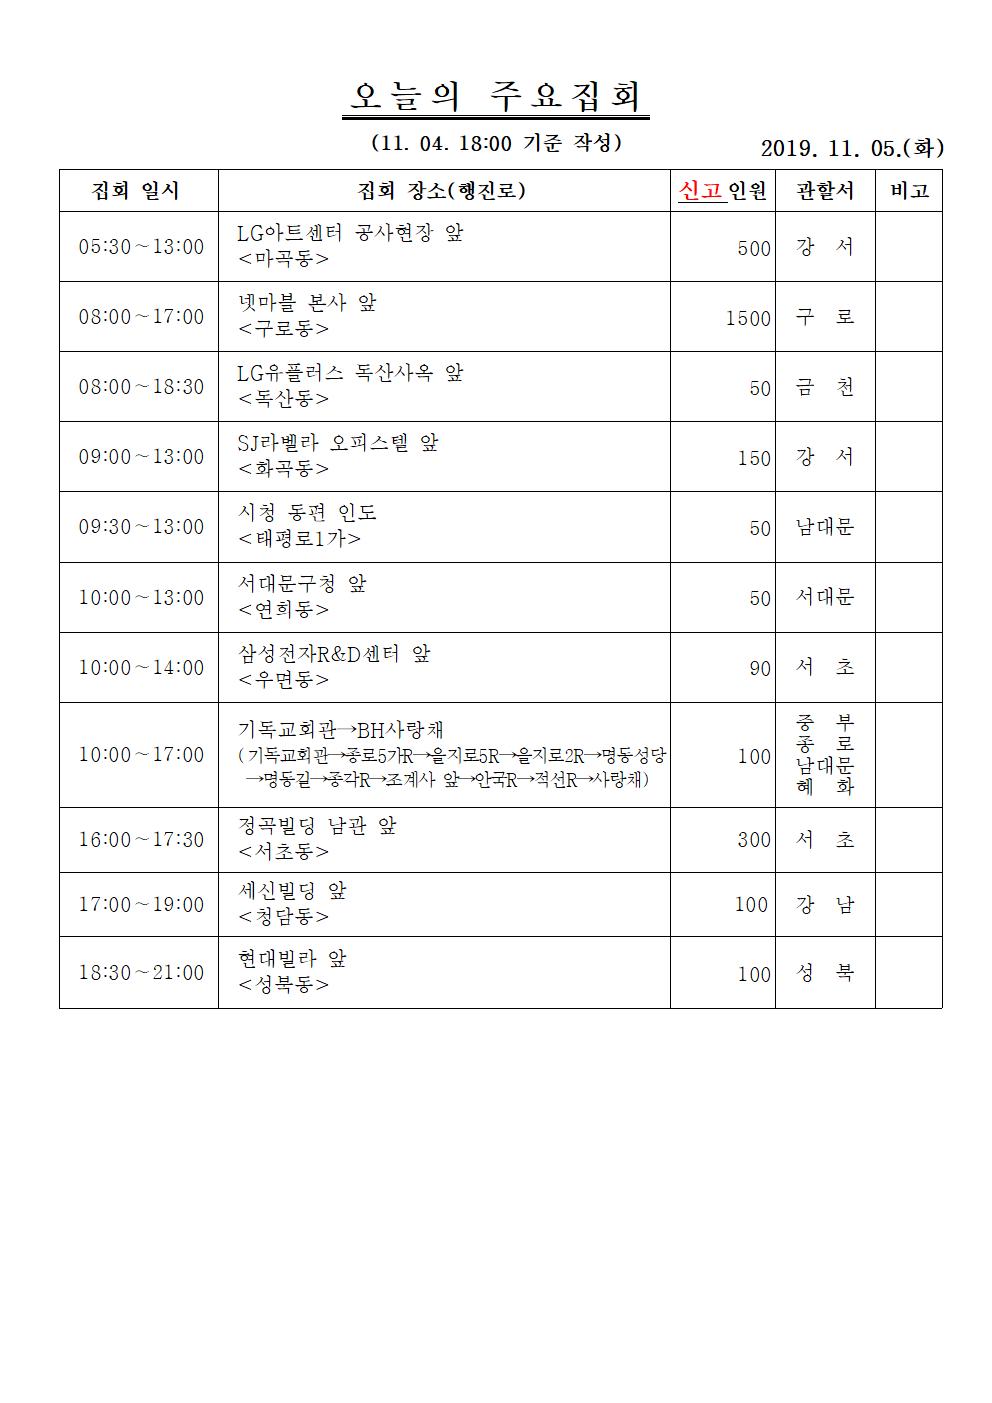 오늘의 주요집회
(11. 04. 18:00 기준 작성)
2019. 11. 05.(화)
집회 일시 집회 장소(행진로) 신고 인원 관할서 비고
05:30~13:00 LG아트센터 공사현장 앞 <마곡동> 500 강 서
08:00~17:00 넷마블 본사 앞 <구로동> 1500 구 로
08:00~18:30 LG유플러스 독산사옥 앞 <독산동> 50 금 천
09:00~13:00 SJ라벨라 오피스텔 앞 <화곡동> 150 강 서
09:30~13:00 시청 동편 인도 <태평로1가> 50 남대문
10:00~13:00 서대문구청 앞 <연희동> 50 서대문
10:00~14:00 삼성전자R&D센터 앞 <우면동> 90 서 초
10:00~17:00 기독교회관→BH사랑채
(기독교회관→종로5가R→을지로5R→을지로2R→명동성당
→명동길→종각R→조계사 앞→안국R→적선R→사랑채)
100
중 부
종 로
남대문
혜 화
16:00~17:30 정곡빌딩 남관 앞 <서초동> 300 서 초
17:00~19:00 세신빌딩 앞 <청담동> 100 강 남
18:30~21:00 현대빌라 앞 <성북동> 100 성 북